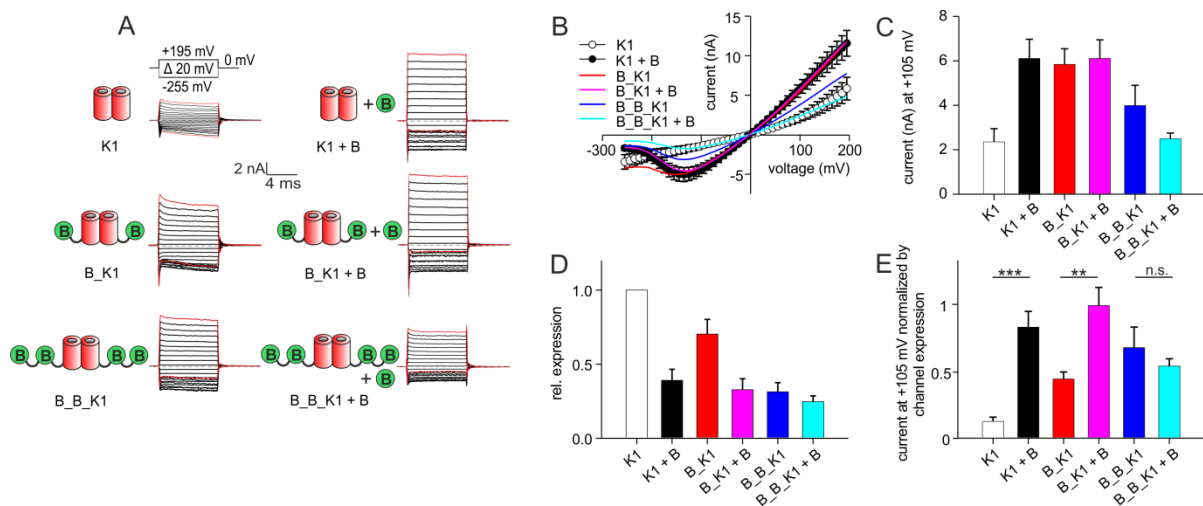 A
+195 mV
Δ 20 mV
0 mV
-255 mV
K1
B
K1 + B
2 nA
4 ms
B
B
B_K1
B
B
B
B_K1 + B
B
B
B
B
B_B_K1
B
B
B
B
B
B_B_K1 + B
B
K1
K1 + B
B_K1
B_K1 + B
B_B_K1
B_B_K1 + B
current (nA)
15
10
5
-5
-300
100
200
voltage (mV)
C
current (nA) at +105 mV
8
6
4
2
0
K1
K1 + B
B_K1
B_K1 + B
B_B_K1
B_B_K1 + B
D
rel. expression
1.0
0.5
0.0
K1
K1 + B
B_K1
B_K1 + B
B_B_K1
B_B_K1 + B
E
current at +105 mV normalized by
channel expression
1
0.5
0
***
**
n.s.
K1
K1 + B
B_K1
B_K1 + B
B_B_K1
B_B_K1 + B